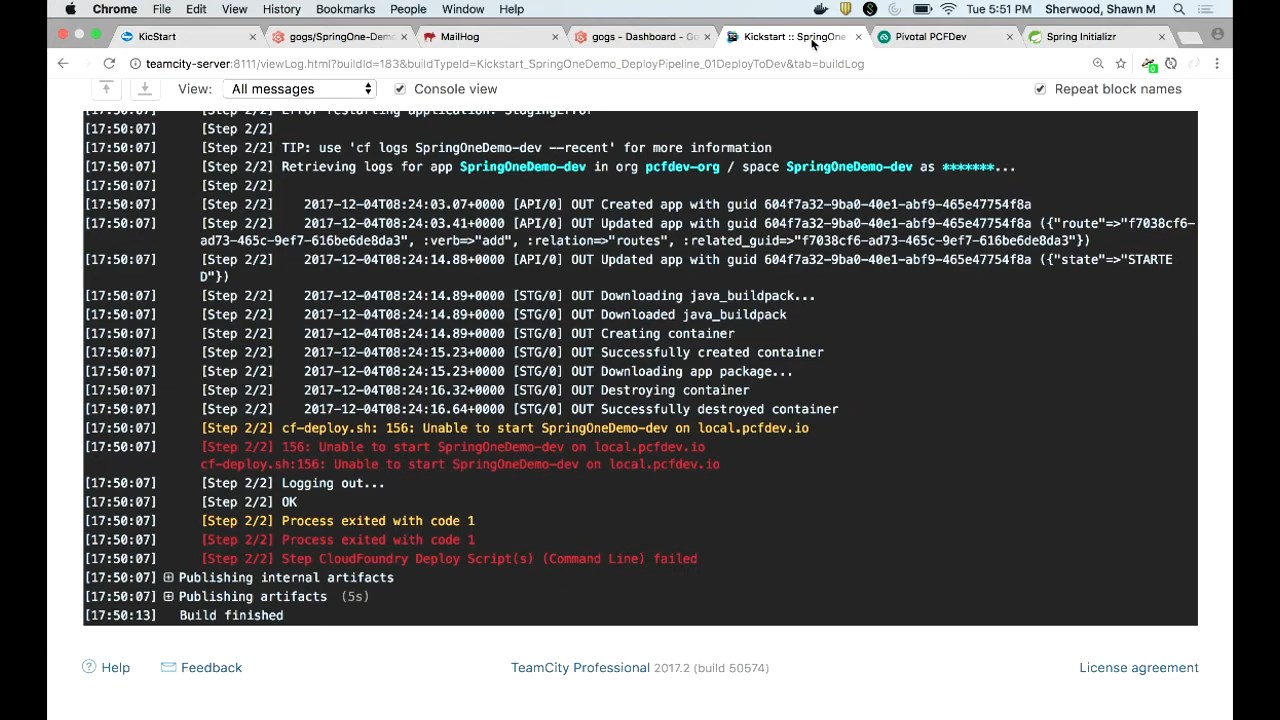 Chrome File Edit View History Bookmarks People Window Help Tue 5:51 PM Sherwood, Shawn M
KicStart gogs/SpringOne-Demo MailHog gogs - Dashboard - Go Kickstart :: SpringOne Pivotal PCFDev Spring Initializr
teamcity-server:8111/viewLog.html?buildId=183&buildTypeId=Kickstart_SpringOneDemo_DeployPipeline_01DeployToDev&tab=buildLog
View: All messages Console view Repeat block names
[17:50:07] [Step 2/2] Error restarting application: StagingError
[17:50:07] [Step 2/2]
[17:50:07] [Step 2/2] TIP: use 'cf logs SpringOneDemo-dev --recent' for more information
[17:50:07] [Step 2/2] Retrieving logs for app SpringOneDemo-dev in org pcfdev-org / space SpringOneDemo-dev as *******...
[17:50:07] [Step 2/2]
[17:50:07] [Step 2/2] 2017-12-04T08:24:03.07+0000 [API/0] OUT Created app with guid 604f7a32-9ba0-40e1-abf9-465e47754f8a
[17:50:07] [Step 2/2] 2017-12-04T08:24:03.41+0000 [API/0] OUT Updated app with guid 604f7a32-9ba0-40e1-abf9-465e47754f8a ({"route"=>"f7038cf6-
ad73-465c-9ef7-616be6de8da3", :verb=>"add", :relation=>"routes", :related_guid=>"f7038cf6-ad73-465c-9ef7-616be6de8da3"})
[17:50:07] [Step 2/2] 2017-12-04T08:24:14.88+0000 [API/0] OUT Updated app with guid 604f7a32-9ba0-40e1-abf9-465e47754f8a ({"state"=>"STARTE
D"})
[17:50:07] [Step 2/2] 2017-12-04T08:24:14.89+0000 [STG/0] OUT Downloading java_buildpack...
[17:50:07] [Step 2/2] 2017-12-04T08:24:14.89+0000 [STG/0] OUT Downloaded java_buildpack
[17:50:07] [Step 2/2] 2017-12-04T08:24:14.89+0000 [STG/0] OUT Creating container
[17:50:07] [Step 2/2] 2017-12-04T08:24:15.23+0000 [STG/0] OUT Successfully created container
[17:50:07] [Step 2/2] 2017-12-04T08:24:15.23+0000 [STG/0] OUT Downloading app package...
[17:50:07] [Step 2/2] 2017-12-04T08:24:16.32+0000 [STG/0] OUT Destroying container
[17:50:07] [Step 2/2] 2017-12-04T08:24:16.64+0000 [STG/0] OUT Successfully destroyed container
[17:50:07] [Step 2/2] cf-deploy.sh: 156: Unable to start SpringOneDemo-dev on local.pcfdev.io
[17:50:07] [Step 2/2] 156: Unable to start SpringOneDemo-dev on local.pcfdev.io
cf-deploy.sh:156: Unable to start SpringOneDemo-dev on local.pcfdev.io
[17:50:07] [Step 2/2] Logging out...
[17:50:07] [Step 2/2] OK
[17:50:07] [Step 2/2] Process exited with code 1
[17:50:07] [Step 2/2] Process exited with code 1
[17:50:07] [Step 2/2] Step CloudFoundry Deploy Script(s) (Command Line) failed
[17:50:07] Publishing internal artifacts
[17:50:07] Publishing artifacts (5s)
[17:50:13] Build finished
Help Feedback TeamCity Professional 2017.2 (build 50574) License agreement